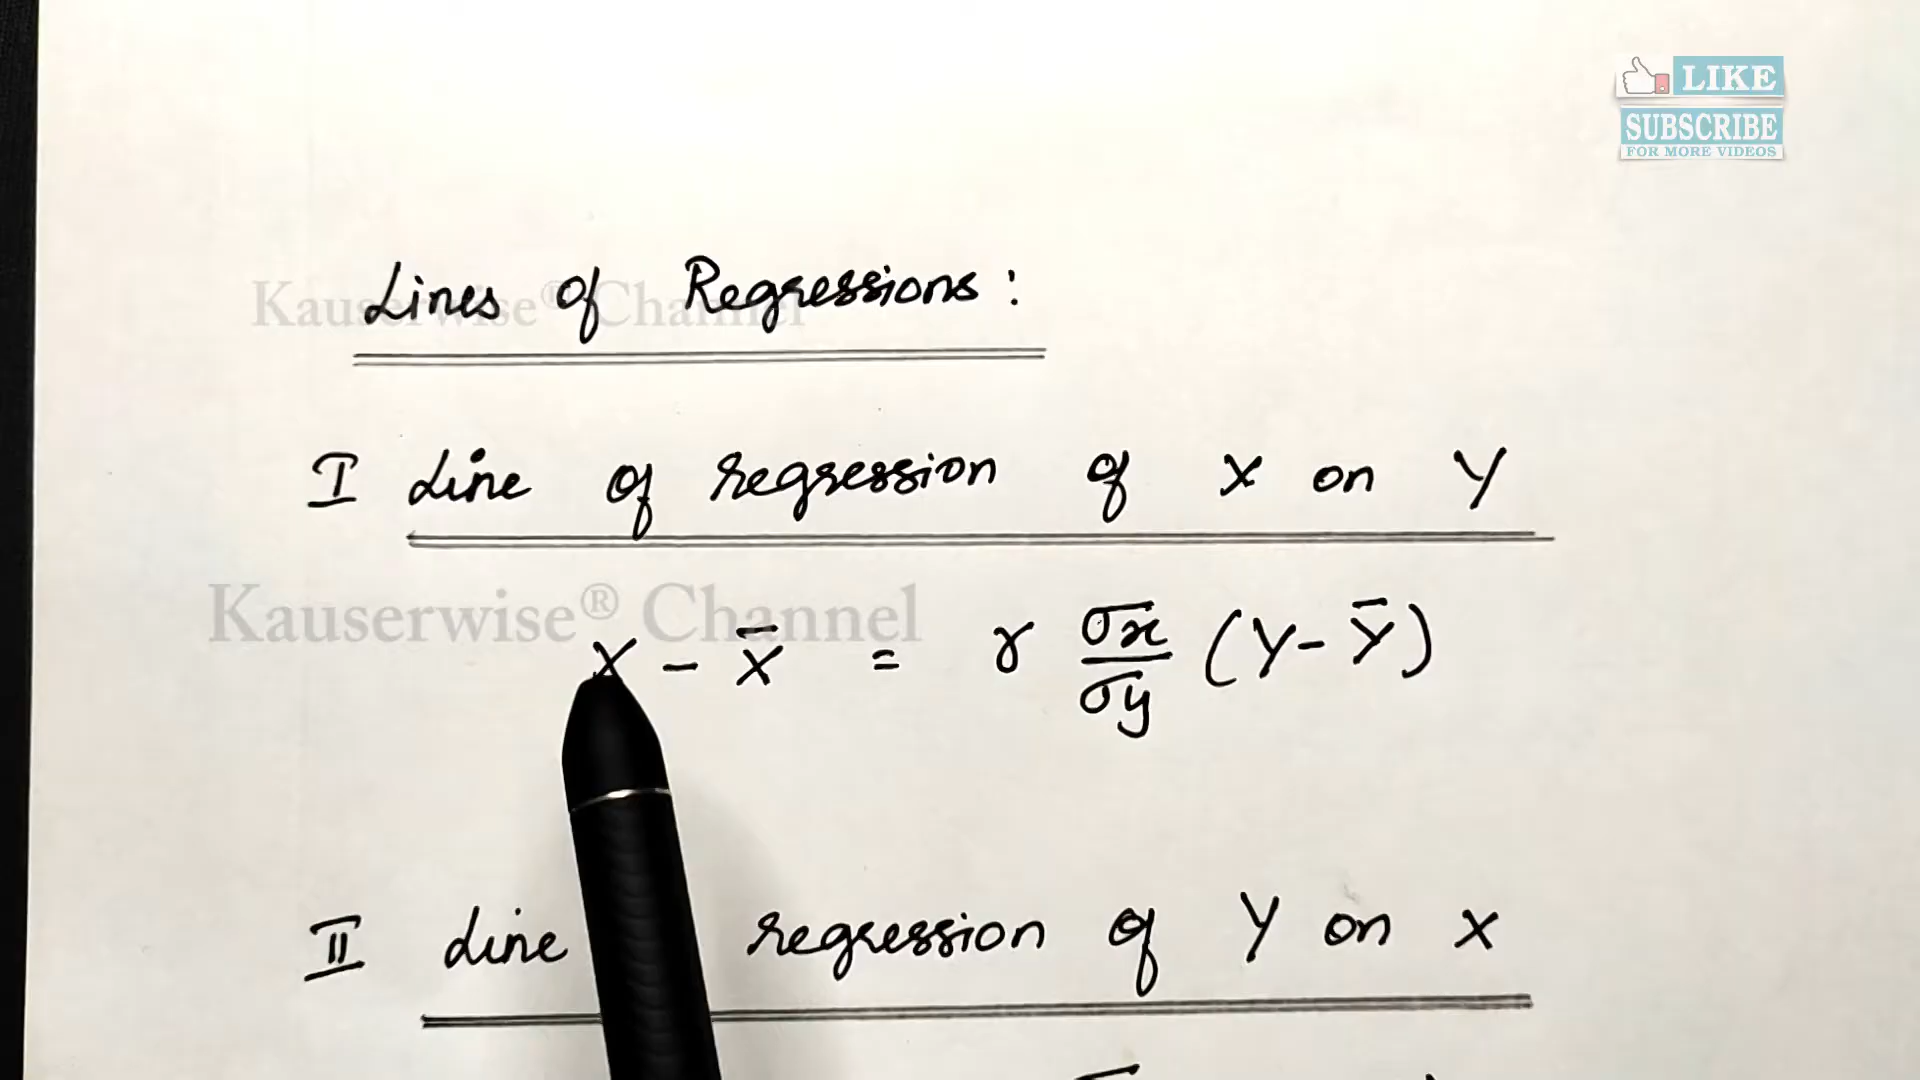 LIKE
SUBSCRIBE
FOR MORE VIDEOS
Kauserwise® Channel
Lines of Regressions:
I Line of regression of X on Y
Kauserwise® Channel
X - X̄ = r σx/σy (Y - Ȳ)
II Line regression of Y on X